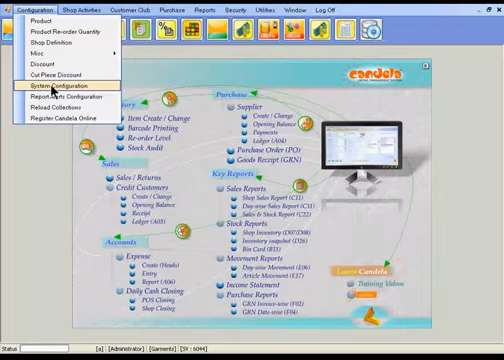 Configuration Shop Activities Customer Club Purchase Reports Security Window Log Off
Product
Product Re-order Quantity
Shop Definition
Misc
Discount
Cut Piece Discount
System Configuration
Report Alerts Configuration
Reload Collections
Register Candela Online
candela
Item Create / Change
Barcode Printing
Re-order Level
Stock Audit
Sales
Sales / Returns
Credit Customers
Create / Change
Opening Balance
Receipt
Ledger (A03)
Accounts
Expense
Create (Heads)
Entry
Report (A06)
Daily Cash Closing
POS Closing
Shop Closing
Purchase
Supplier
Create / Change
Opening Balance
Payments
Ledger (A04)
Purchase Order (PO)
Goods Receipt (GRN)
Key Reports
Sales Reports
Shop Sales Report (C11)
Day-wise Sales Report (C31)
Sales & Stock Report (C22)
Stock Reports
Shop Inventory (D07/D08)
Inventory snapshot (D26)
Bin Card (B11)
Movement Reports
Day-wise Movement (E06)
Article Movement (E07)
Income Statement
Purchase Reports
GRN Invoice-wise (F02)
GRN Date-wise (F04)
Learn Candela
Training Videos
Status : [a] [Administrator] [Garments] [SV : 6044]